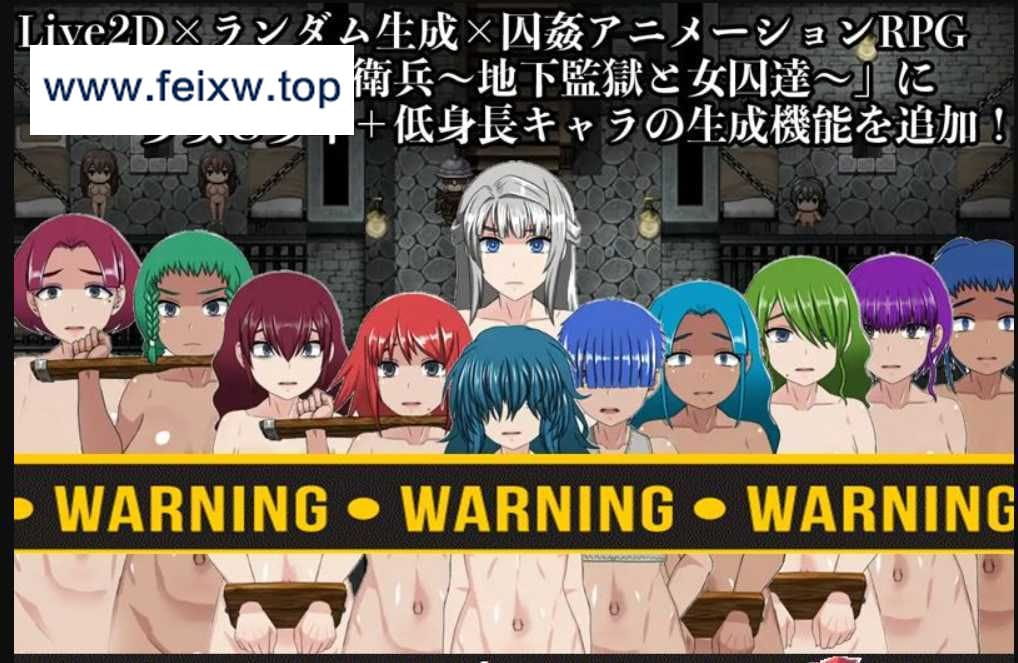 Live2D×ランダム生成×囚姦アニメーションRPG
www.feixw.top
衛兵～地下監獄と女囚達～」に
＋低身長キャラの生成機能を追加！
WARNING • WARNING • WARNING